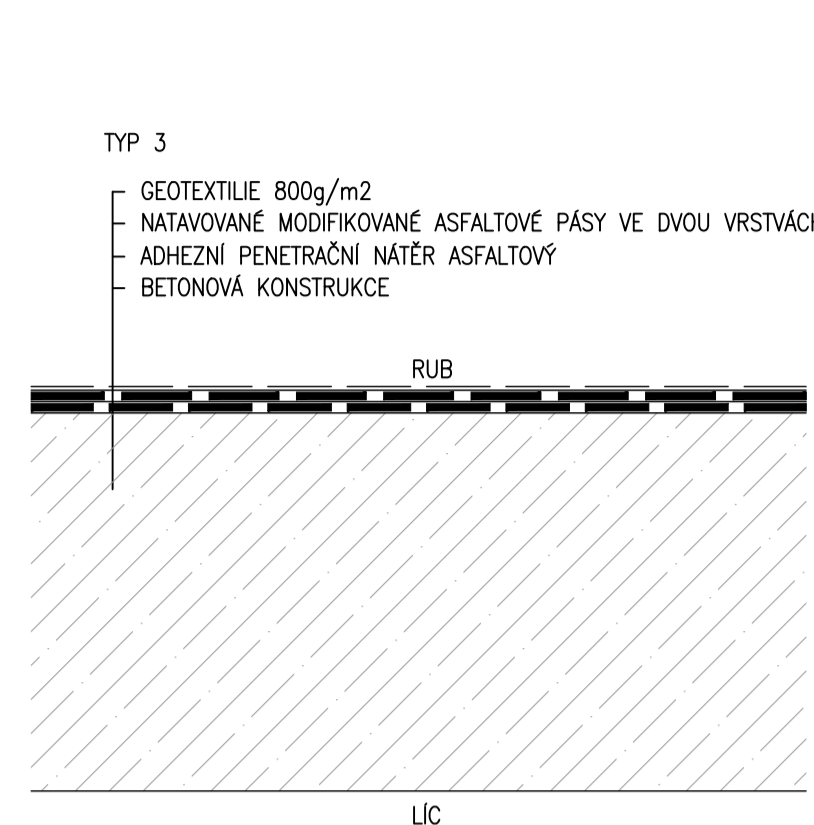 TYP 3
GEOTEXTILIE 800g/m2
NATAVOVANÉ MODIFIKOVANÉ ASFALTOVÉ PÁSY VE DVOU VRSTVÁCH
ADHEZNÍ PENETRAČNÍ NÁTĚR ASFALTOVÝ
BETONOVÁ KONSTRUKCE
RUB
LÍC